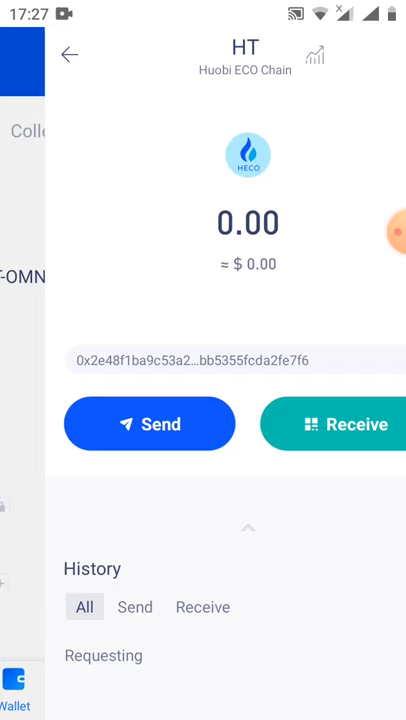 17:27
HT
Huobi ECO Chain
Colle
HECO
0.00
≈ $ 0.00
T-OMN
0x2e48f1ba9c53a2...bb5355fcda2fe7f6
Send
Receive
History
All Send Receive
Requesting
Wallet